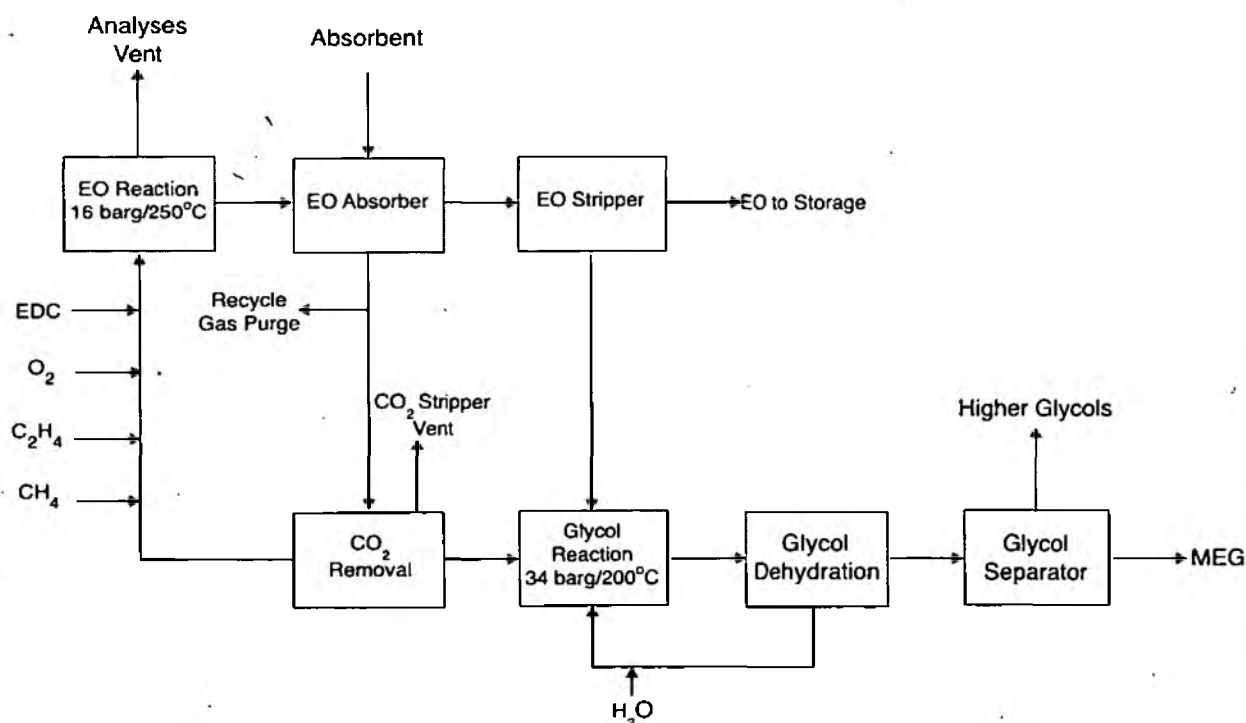 Analyses
Vent
Absorbent
EO Reaction
16 barg/250°C
EO Absorber
EO Stripper
EO to Storage
EDC
O₂
C₂H₄
CH₄
Recycle
Gas Purge
CO₂ Stripper
Vent
Higher Glycols
CO₂
Removal
Glycol
Reaction
34 barg/200°C
Glycol
Dehydration
Glycol
Separator
MEG
H₂O